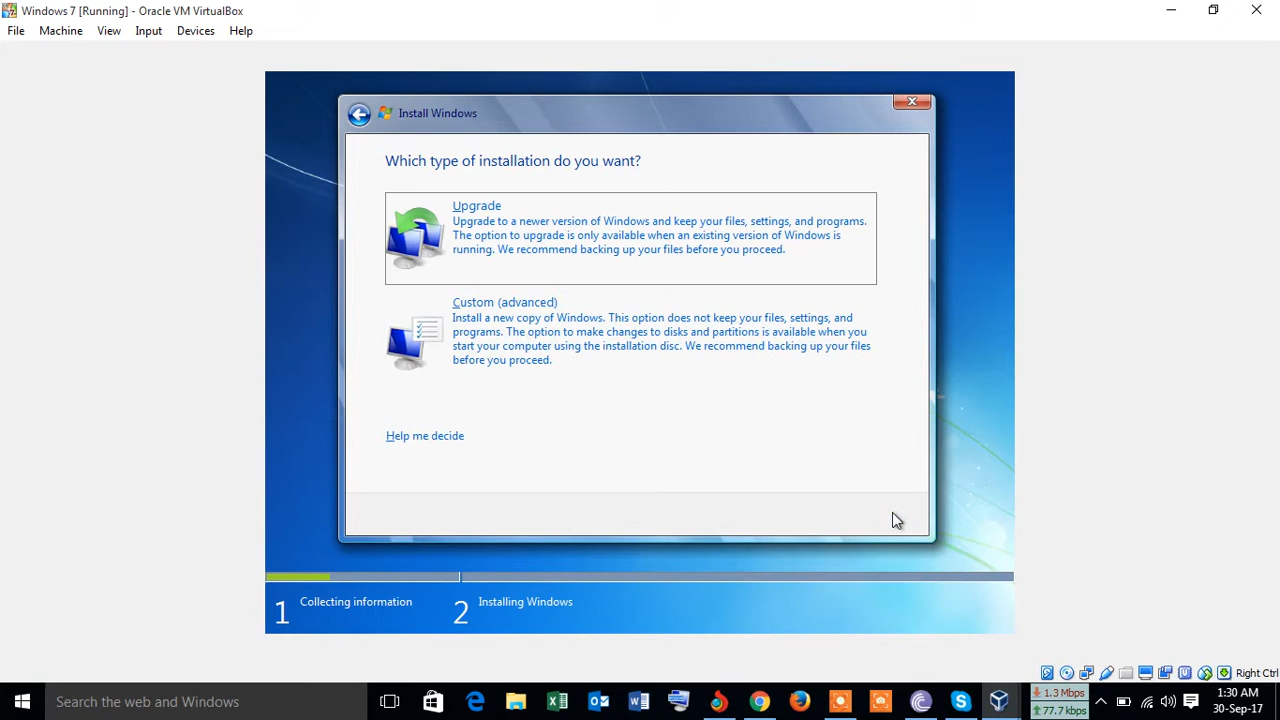 Windows 7 [Running] - Oracle VM VirtualBox
File Machine View Input Devices Help
Install Windows
Which type of installation do you want?
Upgrade
Upgrade to a newer version of Windows and keep your files, settings, and programs.
The option to upgrade is only available when an existing version of Windows is
running. We recommend backing up your files before you proceed.
Custom (advanced)
Install a new copy of Windows. This option does not keep your files, settings, and
programs. The option to make changes to disks and partitions is available when you
start your computer using the installation disc. We recommend backing up your files
before you proceed.
Help me decide
1 Collecting information 2 Installing Windows
Right Ctrl
Search the web and Windows
1.3 Mbps
77.7 kbps
1:30 AM
30-Sep-17